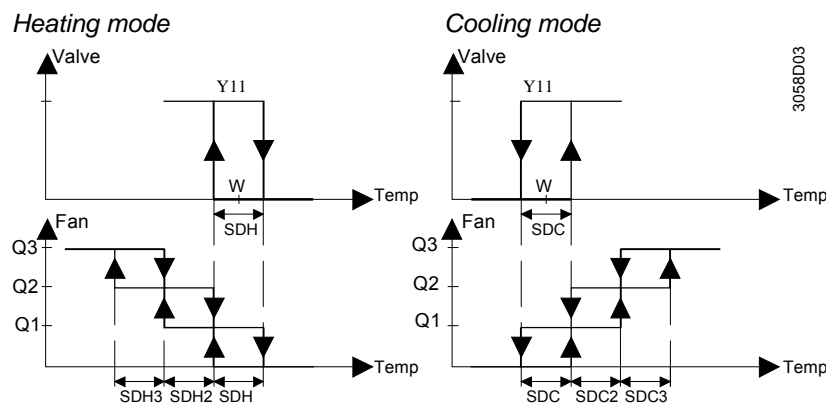 Heating mode
Valve
Y11
W
Temp
SDH
Fan
Q3
Q2
Q1
Temp
SDH3 SDH2 SDH
Cooling mode
Valve
Y11
W
Temp
SDC
Fan
Q3
Q2
Q1
Temp
SDC SDC2 SDC3
3058D03